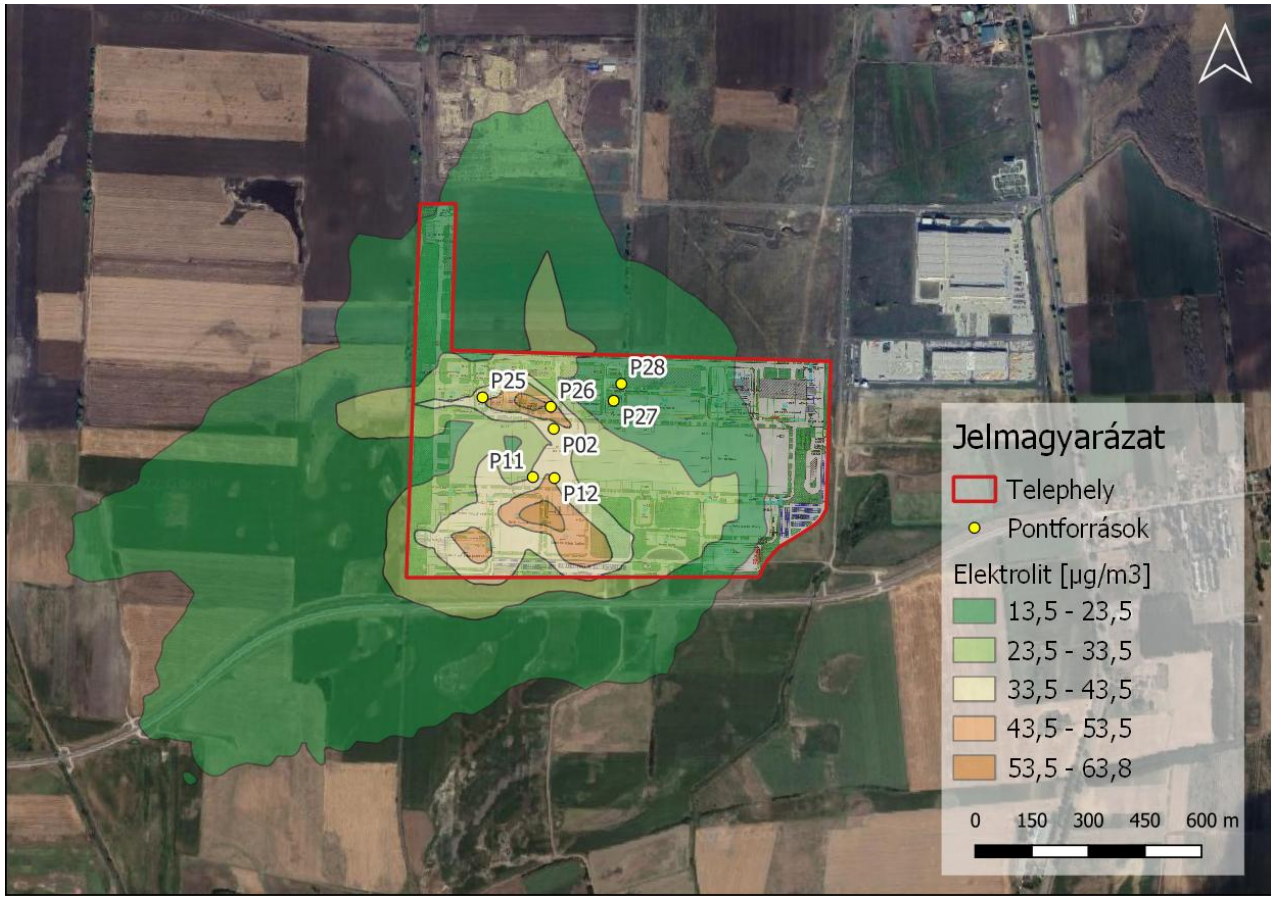 P25
P26
P28
P27
P02
P11
P12
Jelmagyarázat
Telephely
Pontforrások
Elektrolit [µg/m3]
13,5 - 23,5
23,5 - 33,5
33,5 - 43,5
43,5 - 53,5
53,5 - 63,8
0 150 300 450 600 m